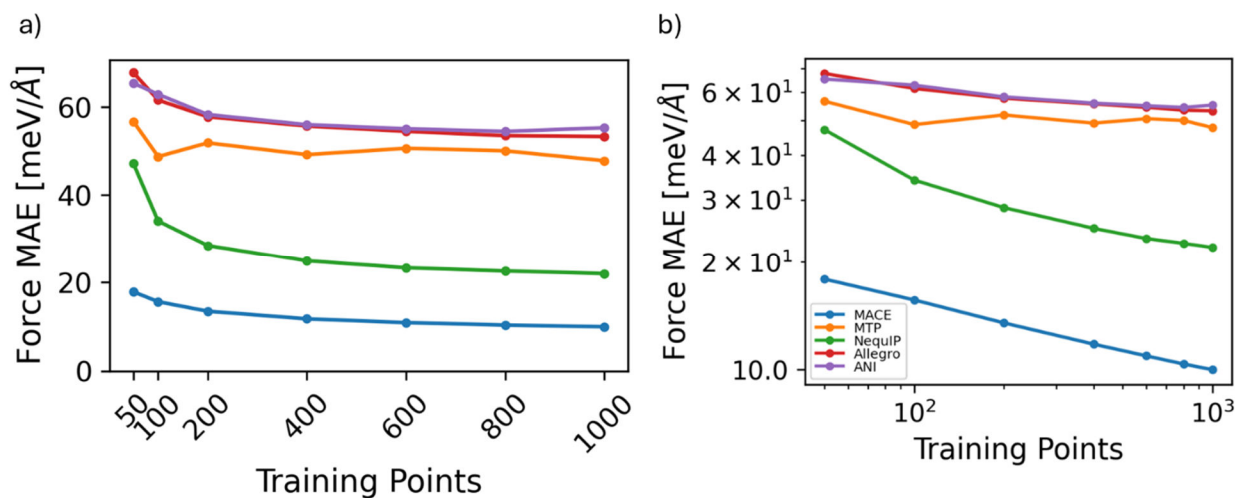 a)
Force MAE [meV/Å]
60
40
20
0
50
100
200
400
600
800
1000
Training Points
b)
Force MAE [meV/Å]
6 × 10¹
4 × 10¹
3 × 10¹
2 × 10¹
10.0
MACE
MTP
NequIP
Allegro
ANI
10²
10³
Training Points